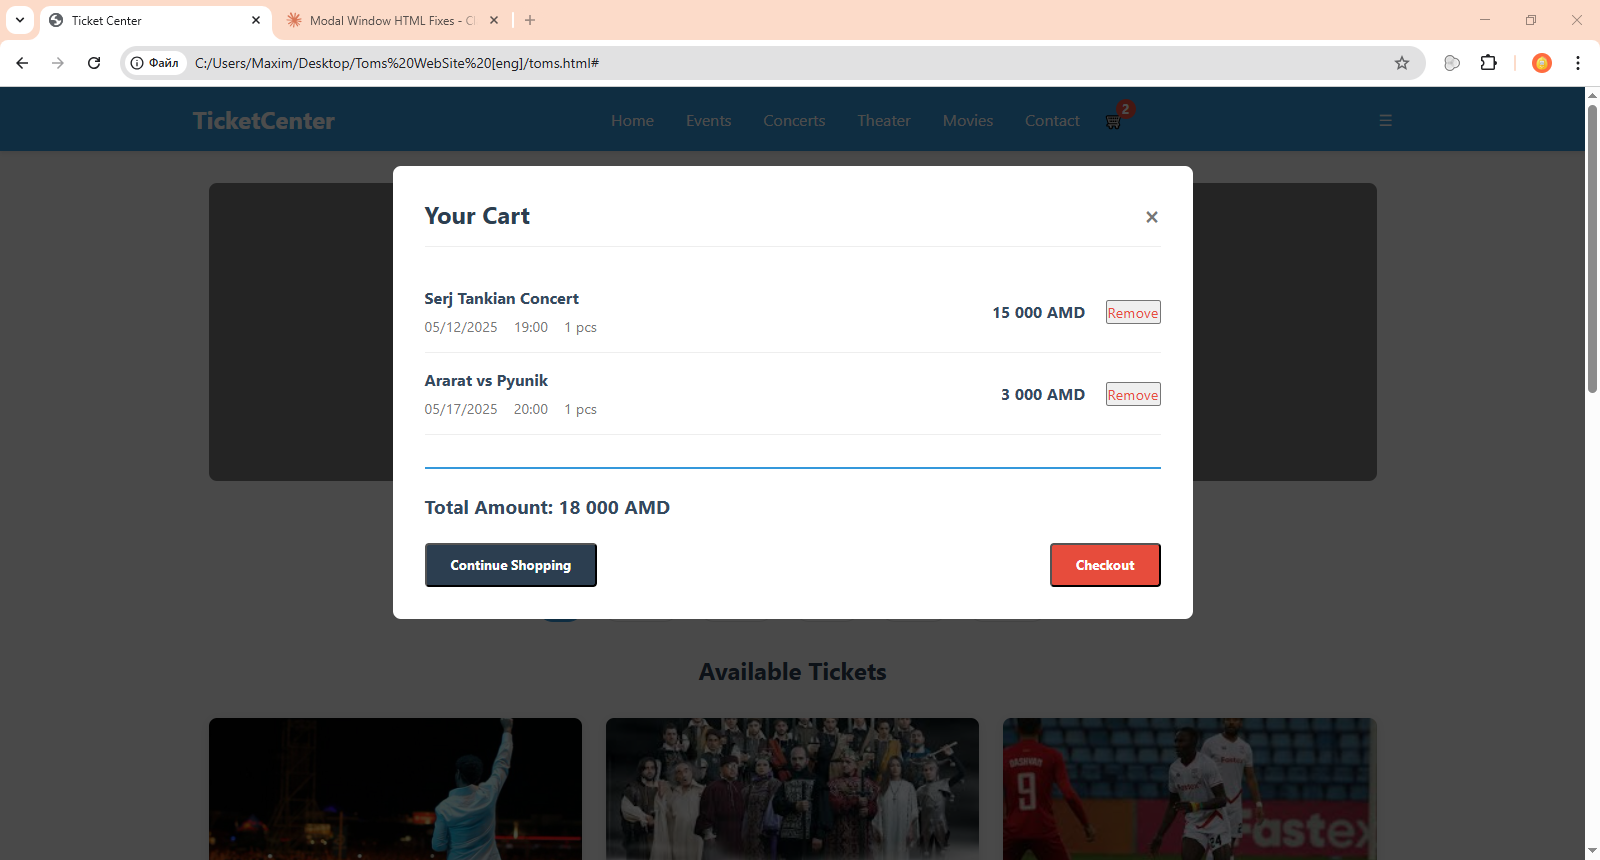 Ticket Center
Modal Window HTML Fixes - Cl
Файл
C:/Users/Maxim/Desktop/Toms%20WebSite%20[eng]/toms.html#
TicketCenter
Home
Events
Concerts
Theater
Movies
Contact
2
Your Cart
Serj Tankian Concert
05/12/2025 19:00 1 pcs
15 000 AMD
Remove
Ararat vs Pyunik
05/17/2025 20:00 1 pcs
3 000 AMD
Remove
Total Amount: 18 000 AMD
Continue Shopping
Checkout
Available Tickets
9
24
Fastex